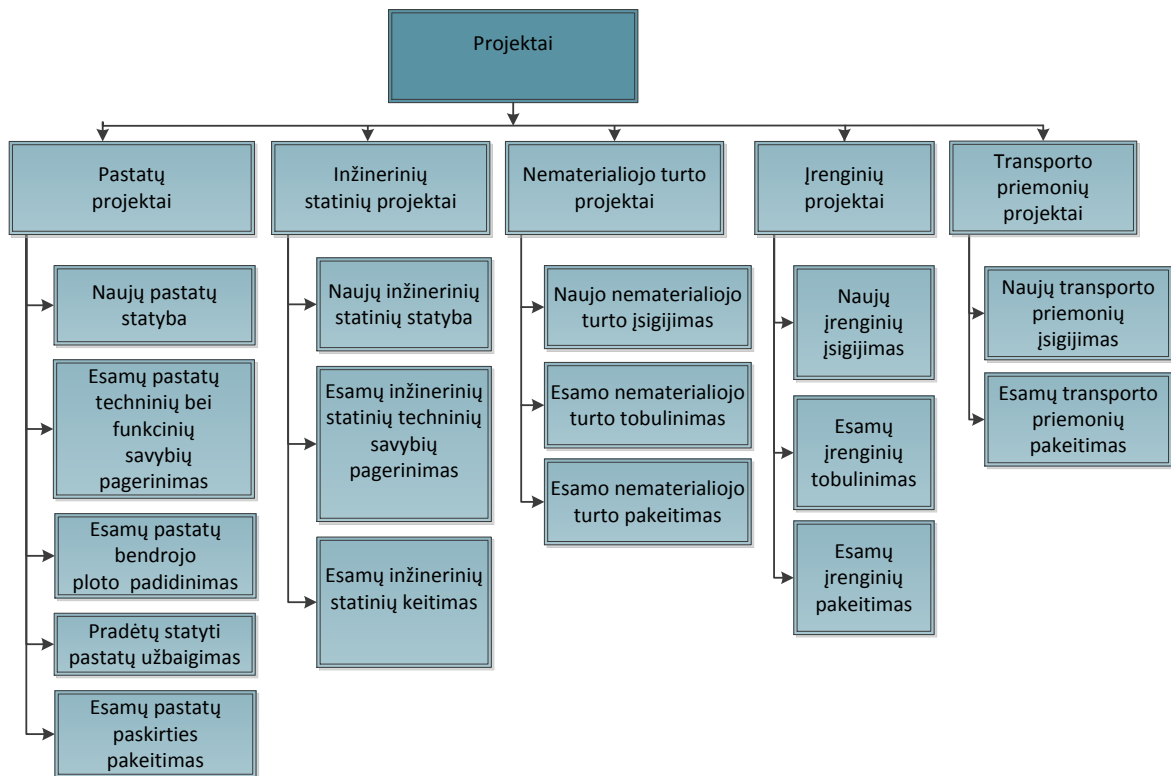 Projektai
Pastatų
projektai
Inžinerinių
statinių projektai
Nematerialiojo turto
projektai
Įrenginių
projektai
Transporto
priemonių
projektai
Naujų pastatų
statyba
Esamų pastatų
techninių bei
funkcinių
savybių
pagerinimas
Esamų pastatų
bendrojo
ploto padidinimas
Pradėtų statyti
pastatų užbaigimas
Esamų pastatų
paskirties
pakeitimas
Naujų inžinerinių
statinių statyba
Esamų inžinerinių
statinių techninių
savybių
pagerinimas
Esamų inžinerinių
statinių keitimas
Naujo nematerialiojo
turto įsigijimas
Esamo nematerialiojo
turto tobulinimas
Esamo nematerialiojo
turto pakeitimas
Naujų
įrenginių
įsigijimas
Esamų
įrenginių
tobulinimas
Esamų
įrenginių
pakeitimas
Naujų transporto
priemonių
įsigijimas
Esamų transporto
priemonių
pakeitimas